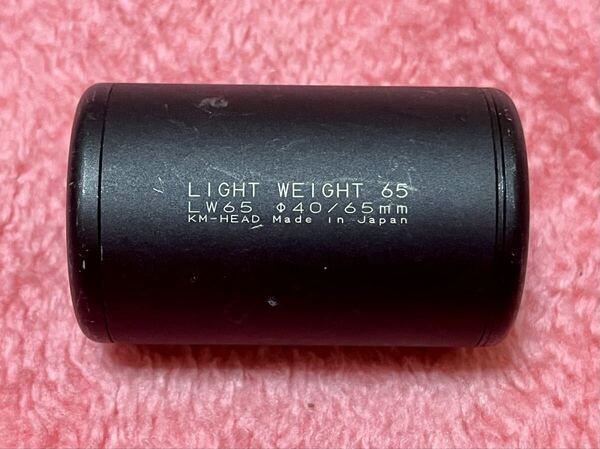 LIGHT WEIGHT 65
LW65 Φ40/65mm
KM-HEAD Made in Japan